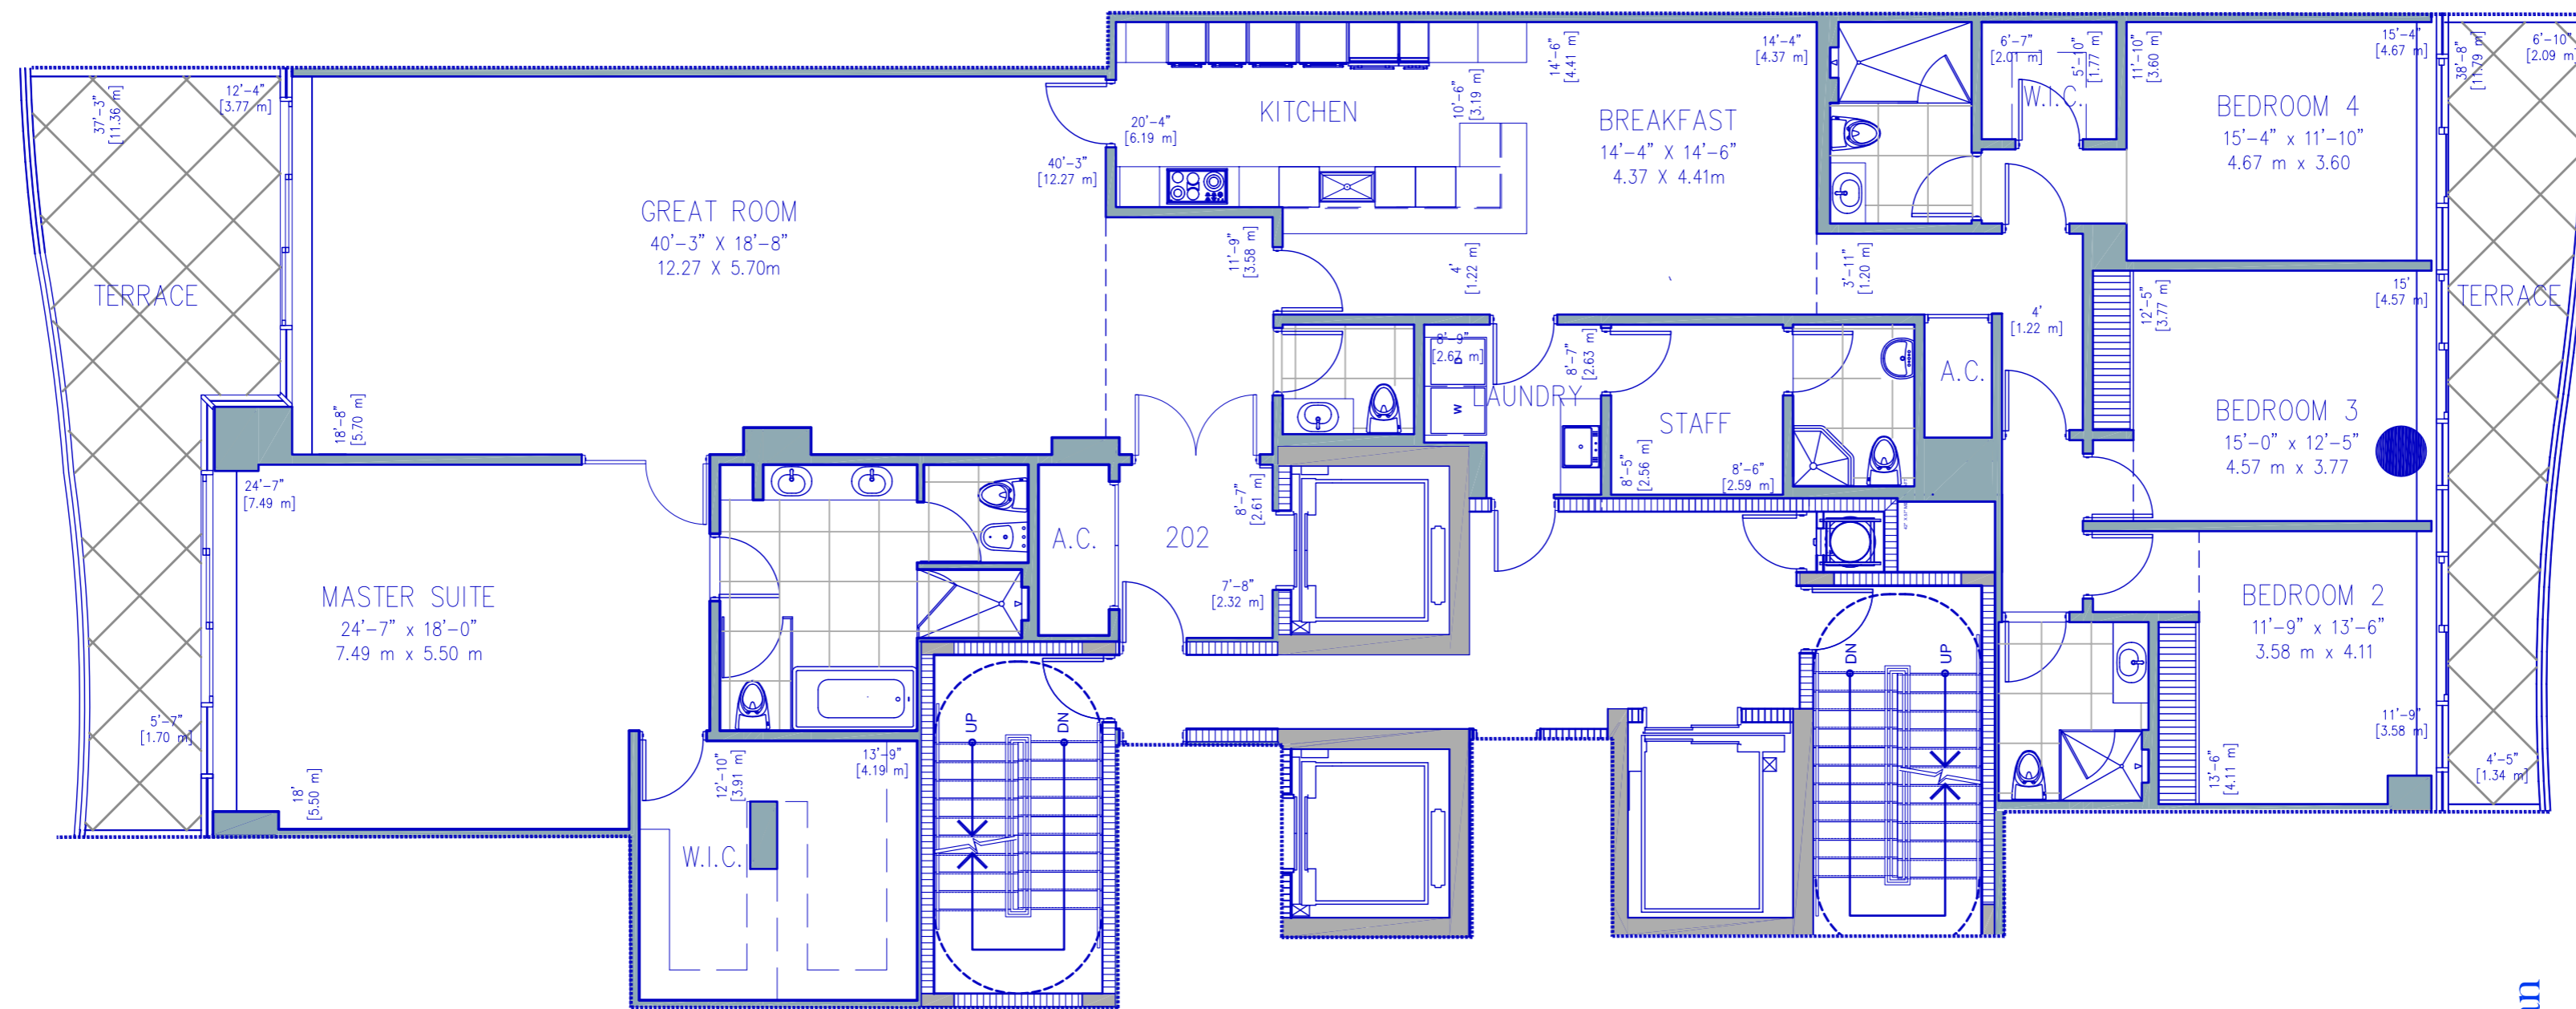 37'-3"
[11.36 m]
12'-4"
[3.77 m]
TERRACE
GREAT ROOM
40'-3" X 18'-8"
12.27 X 5.70m
18'-8"
[5.70 m]
40'-3"
[12.27 m]
20'-4"
[6.19 m]
KITCHEN
10'-6"
[3.19 m]
14'-6"
[4.41 m]
BREAKFAST
14'-4" X 14'-6"
4.37 X 4.41m
14'-4"
[4.37 m]
6'-7"
[2.01 m]
5'-10"
[1.77 m]
W.I.C.
11'-10"
[3.60 m]
BEDROOM 4
15'-4" x 11'-10"
4.67 m x 3.60
15'-4"
[4.67 m]
38'-8"
[11.79 m]
6'-10"
[2.09 m
TERRACE
11'-9"
[3.58 m]
4'
[1.22 m]
3'-11"
[1.20 m]
4'
[1.22 m]
12'-5"
[3.77 m]
15'
[4.57 m]
BEDROOM 3
15'-0" x 12'-5"
4.57 m x 3.77
8'-9"
[2.67 m]
D
W
LAUNDRY
8'-7"
[2.63 m]
STAFF
8'-5"
[2.56 m]
8'-6"
[2.59 m]
A.C.
24'-7"
[7.49 m]
MASTER SUITE
24'-7" x 18'-0"
7.49 m x 5.50 m
5'-7"
[1.70 m]
18'
[5.50 m]
A.C.
202
8'-7"
[2.61 m]
7'-8"
[2.32 m]
12'-10"
[3.91 m]
13'-9"
[4.19 m]
W.I.C.
UP
DN
DN
UP
BEDROOM 2
11'-9" x 13'-6"
3.58 m x 4.11
11'-9"
[3.58 m]
13'-6"
[4.11 m]
4'-5"
[1.34 m]